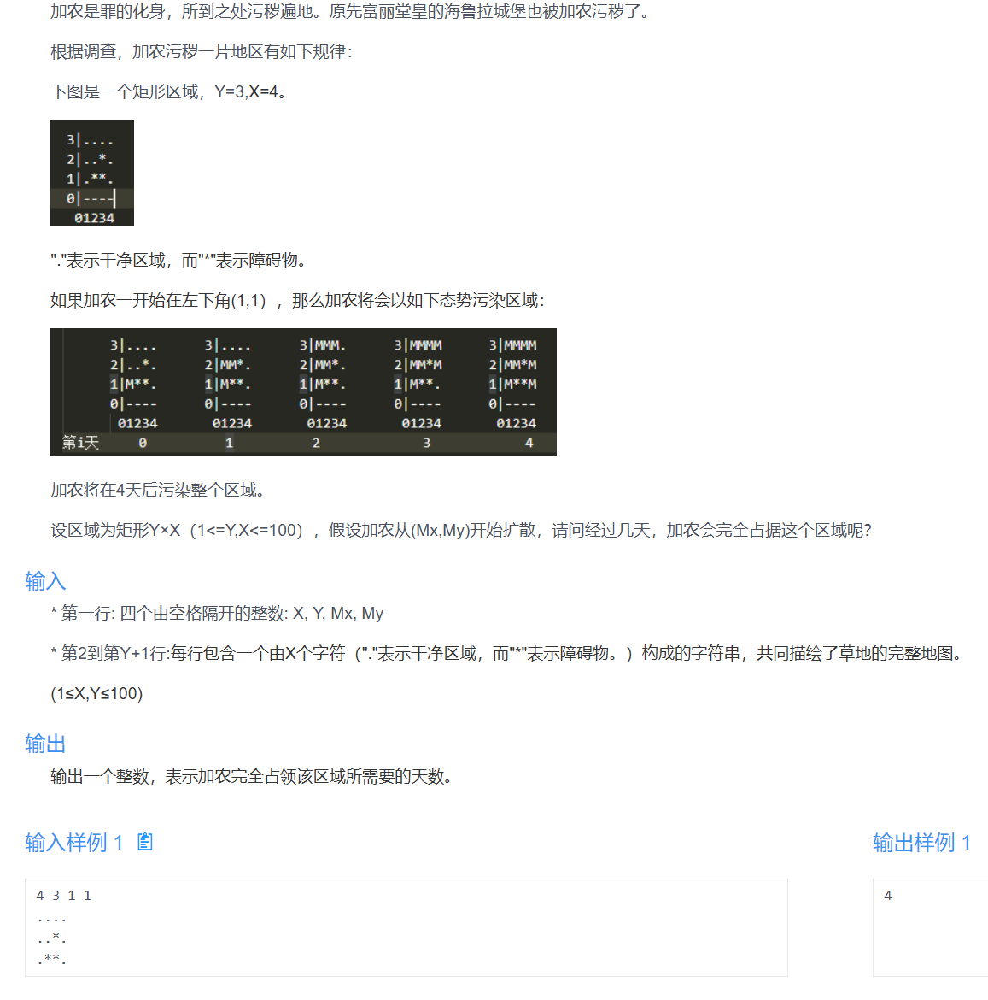 加农是罪的化身，所到之处污秽遍地。原先富丽堂皇的海鲁拉城堡也被加农污秽了。
根据调查，加农污秽一片地区有如下规律：
下图是一个矩形区域，Y=3,X=4。
3|....
2|..*.
1|.**.
0|----
01234
"."表示干净区域，而"*"表示障碍物。
如果加农一开始在左下角(1,1），那么加农将会以如下态势污染区域：
3|.... 3|.... 3|MMM. 3|MMMM 3|MMMM
2|..*. 2|MM*. 2|MM*. 2|MM*M 2|MM*M
1|M**. 1|M**. 1|M**. 1|M**. 1|M**M
0|---- 0|---- 0|---- 0|---- 0|----
01234 01234 01234 01234 01234
第i天 0 1 2 3 4
加农将在4天后污染整个区域。
设区域为矩形Y×X（1<=Y,X<=100），假设加农从(Mx,My)开始扩散，请问经过几天，加农会完全占据这个区域呢?
输入
* 第一行: 四个由空格隔开的整数: X, Y, Mx, My
* 第2到第Y+1行:每行包含一个由X个字符（"."表示干净区域，而"*"表示障碍物。）构成的字符串，共同描绘了草地的完整地图。
(1≤X,Y≤100)
输出
输出一个整数，表示加农完全占领该区域所需要的天数。
输入样例 1 输出样例 1
4 3 1 1 4
....
..*.
.**.